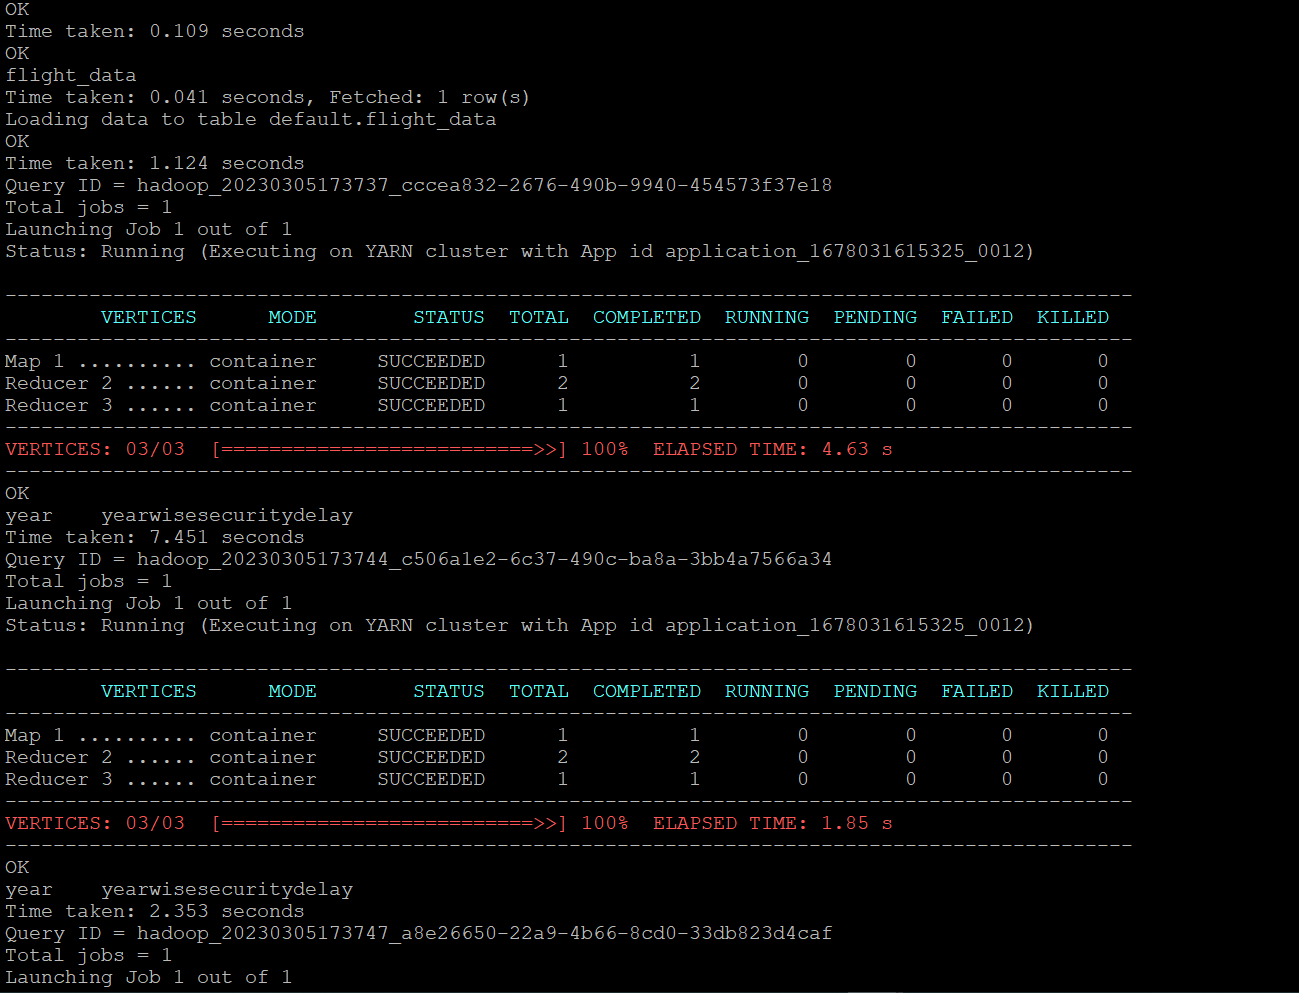 OK
Time taken: 0.109 seconds
OK
flight_data
Time taken: 0.041 seconds, Fetched: 1 row(s)
Loading data to table default.flight_data
OK
Time taken: 1.124 seconds
Query ID = hadoop_20230305173737_cccea832-2676-490b-9940-454573f37e18
Total jobs = 1
Launching Job 1 out of 1
Status: Running (Executing on YARN cluster with App id application_1678031615325_0012)
----------------------------------------------------------------------------------------------
        VERTICES      MODE        STATUS  TOTAL  COMPLETED  RUNNING  PENDING  FAILED  KILLED
----------------------------------------------------------------------------------------------
Map 1 .......... container     SUCCEEDED      1          1        0        0       0       0
Reducer 2 ...... container     SUCCEEDED      2          2        0        0       0       0
Reducer 3 ...... container     SUCCEEDED      1          1        0        0       0       0
----------------------------------------------------------------------------------------------
VERTICES: 03/03  [==========================>>] 100%  ELAPSED TIME: 4.63 s
----------------------------------------------------------------------------------------------
OK
year    yearwisesecuritydelay
Time taken: 7.451 seconds
Query ID = hadoop_20230305173744_c506a1e2-6c37-490c-ba8a-3bb4a7566a34
Total jobs = 1
Launching Job 1 out of 1
Status: Running (Executing on YARN cluster with App id application_1678031615325_0012)
----------------------------------------------------------------------------------------------
        VERTICES      MODE        STATUS  TOTAL  COMPLETED  RUNNING  PENDING  FAILED  KILLED
----------------------------------------------------------------------------------------------
Map 1 .......... container     SUCCEEDED      1          1        0        0       0       0
Reducer 2 ...... container     SUCCEEDED      2          2        0        0       0       0
Reducer 3 ...... container     SUCCEEDED      1          1        0        0       0       0
----------------------------------------------------------------------------------------------
VERTICES: 03/03  [==========================>>] 100%  ELAPSED TIME: 1.85 s
----------------------------------------------------------------------------------------------
OK
year    yearwisesecuritydelay
Time taken: 2.353 seconds
Query ID = hadoop_20230305173747_a8e26650-22a9-4b66-8cd0-33db823d4caf
Total jobs = 1
Launching Job 1 out of 1